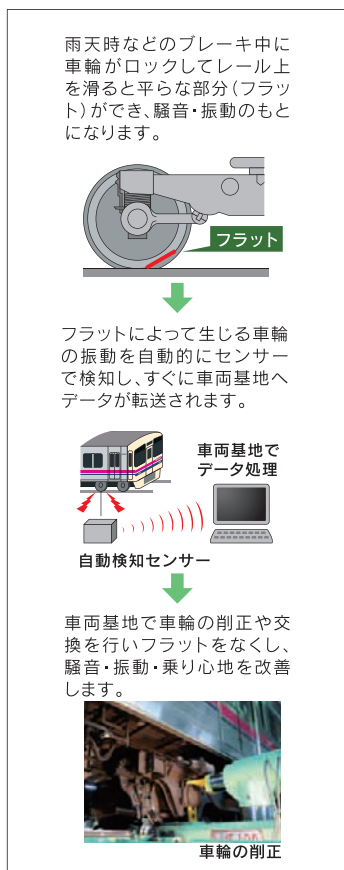 雨天時などのブレーキ中に
車輪がロックしてレール上
を滑ると平らな部分(フラッ
ト)ができ、騒音・振動のもと
になります。
フラット
フラットによって生じる車輪
の振動を自動的にセンサー
で検知し、すぐに車両基地へ
データが転送されます。
車両基地で
データ処理
自動検知センサー
車両基地で車輪の削正や交
換を行いフラットをなくし、
騒音・振動・乗り心地を改善
します。
車輪の削正